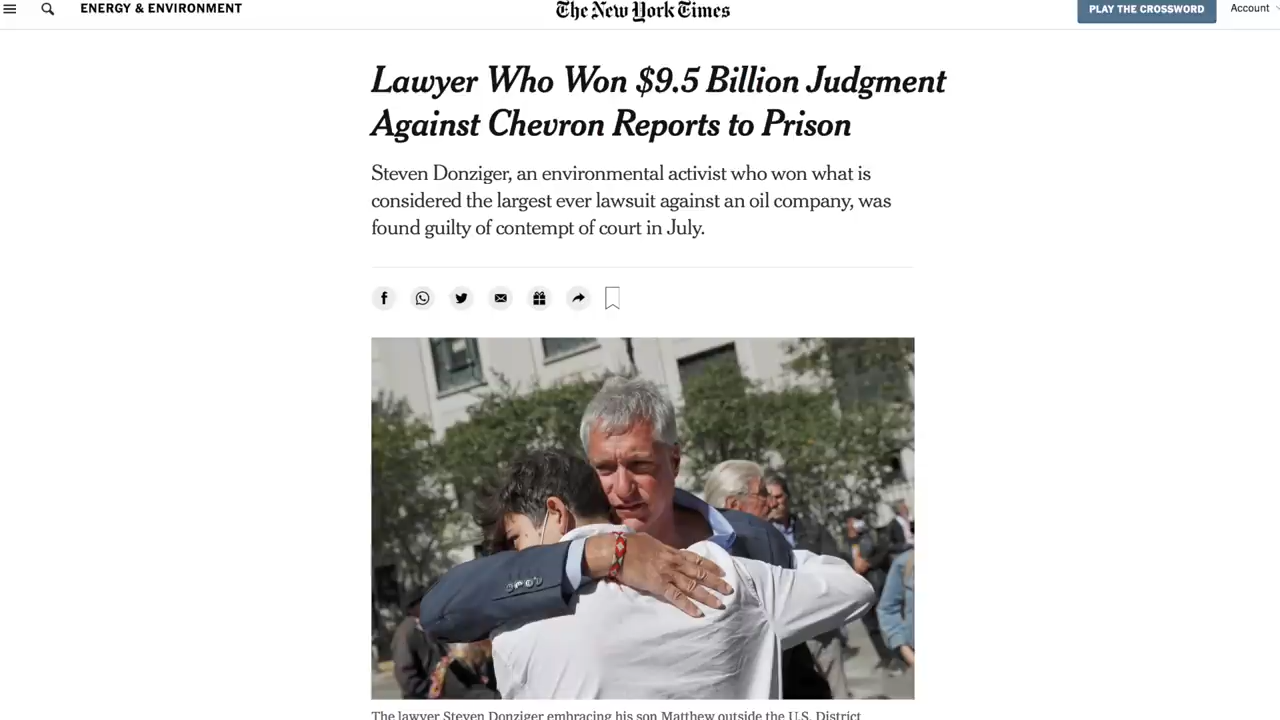 ENERGY & ENVIRONMENT
The New York Times
PLAY THE CROSSWORD
Account
Lawyer Who Won $9.5 Billion Judgment
Against Chevron Reports to Prison
Steven Donziger, an environmental activist who won what is
considered the largest ever lawsuit against an oil company, was
found guilty of contempt of court in July.
The lawyer Steven Donziger embracing his son Matthew outside the U.S. District